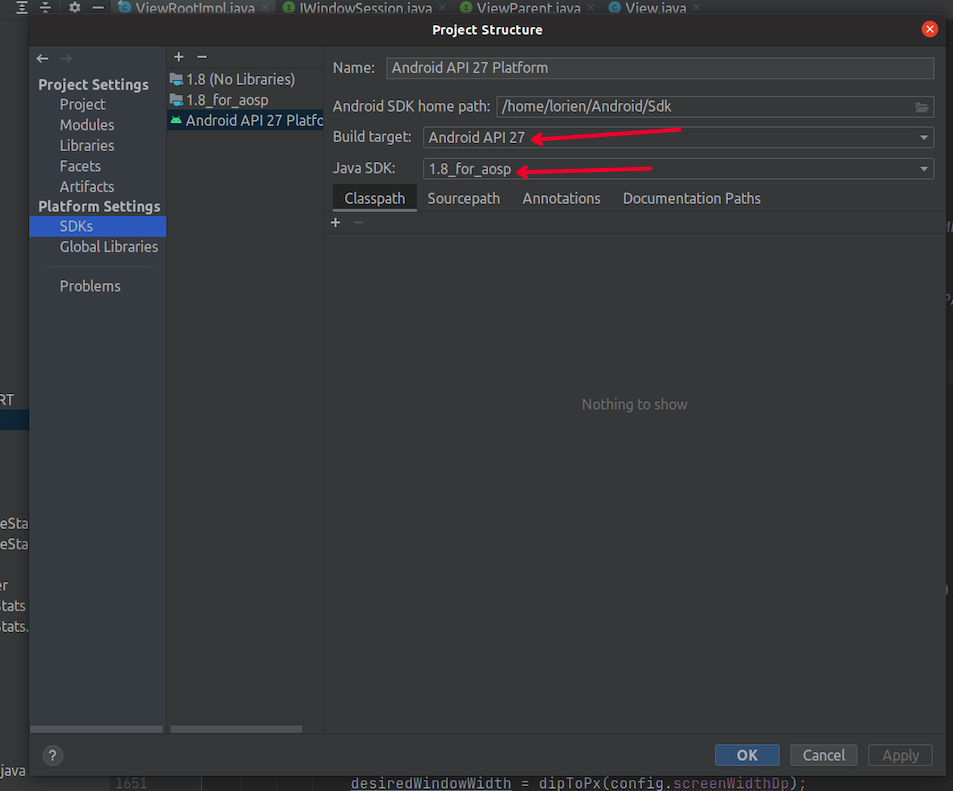 ViewRootImpl.java
IWindowSession.java
ViewParent.java
View.java
Project Structure
Project Settings
Project
Modules
Libraries
Facets
Artifacts
Platform Settings
SDKs
Global Libraries
Problems
1.8 (No Libraries)
1.8_for_aosp
Android API 27 Platfo
Name: Android API 27 Platform
Android SDK home path: /home/lorien/Android/Sdk
Build target: Android API 27
Java SDK: 1.8_for_aosp
Classpath Sourcepath Annotations Documentation Paths
Nothing to show
RT
eSta
eStat
er
Stats
Stats.
java
? OK Cancel Apply
1651 desiredWindowWidth = dipToPx(config.screenWidthDp);